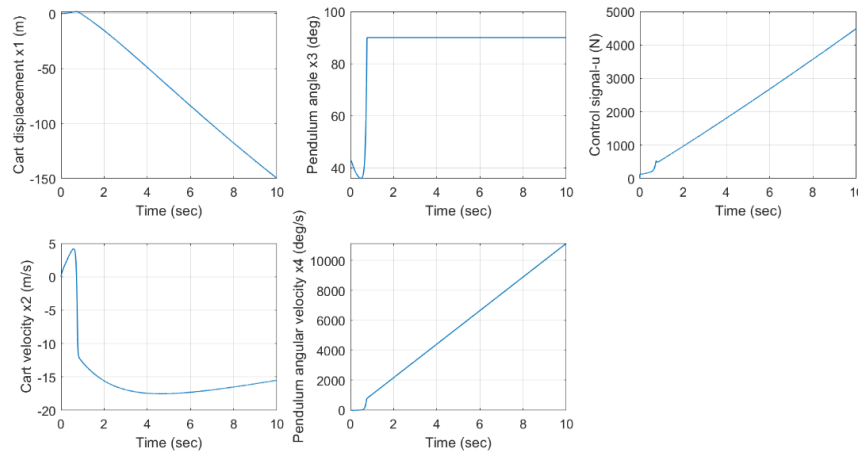 Cart displacement x1 (m)
0
-50
-100
-150
0 2 4 6 8 10
Time (sec)
Pendulum angle x3 (deg)
100
80
60
40
0 2 4 6 8 10
Time (sec)
Control signal-u (N)
5000
4000
3000
2000
1000
0
0 2 4 6 8 10
Time (sec)
Cart velocity x2 (m/s)
5
0
-5
-10
-15
-20
0 2 4 6 8 10
Time (sec)
Pendulum angular velocity x4 (deg/s)
10000
8000
6000
4000
2000
0
0 2 4 6 8 10
Time (sec)